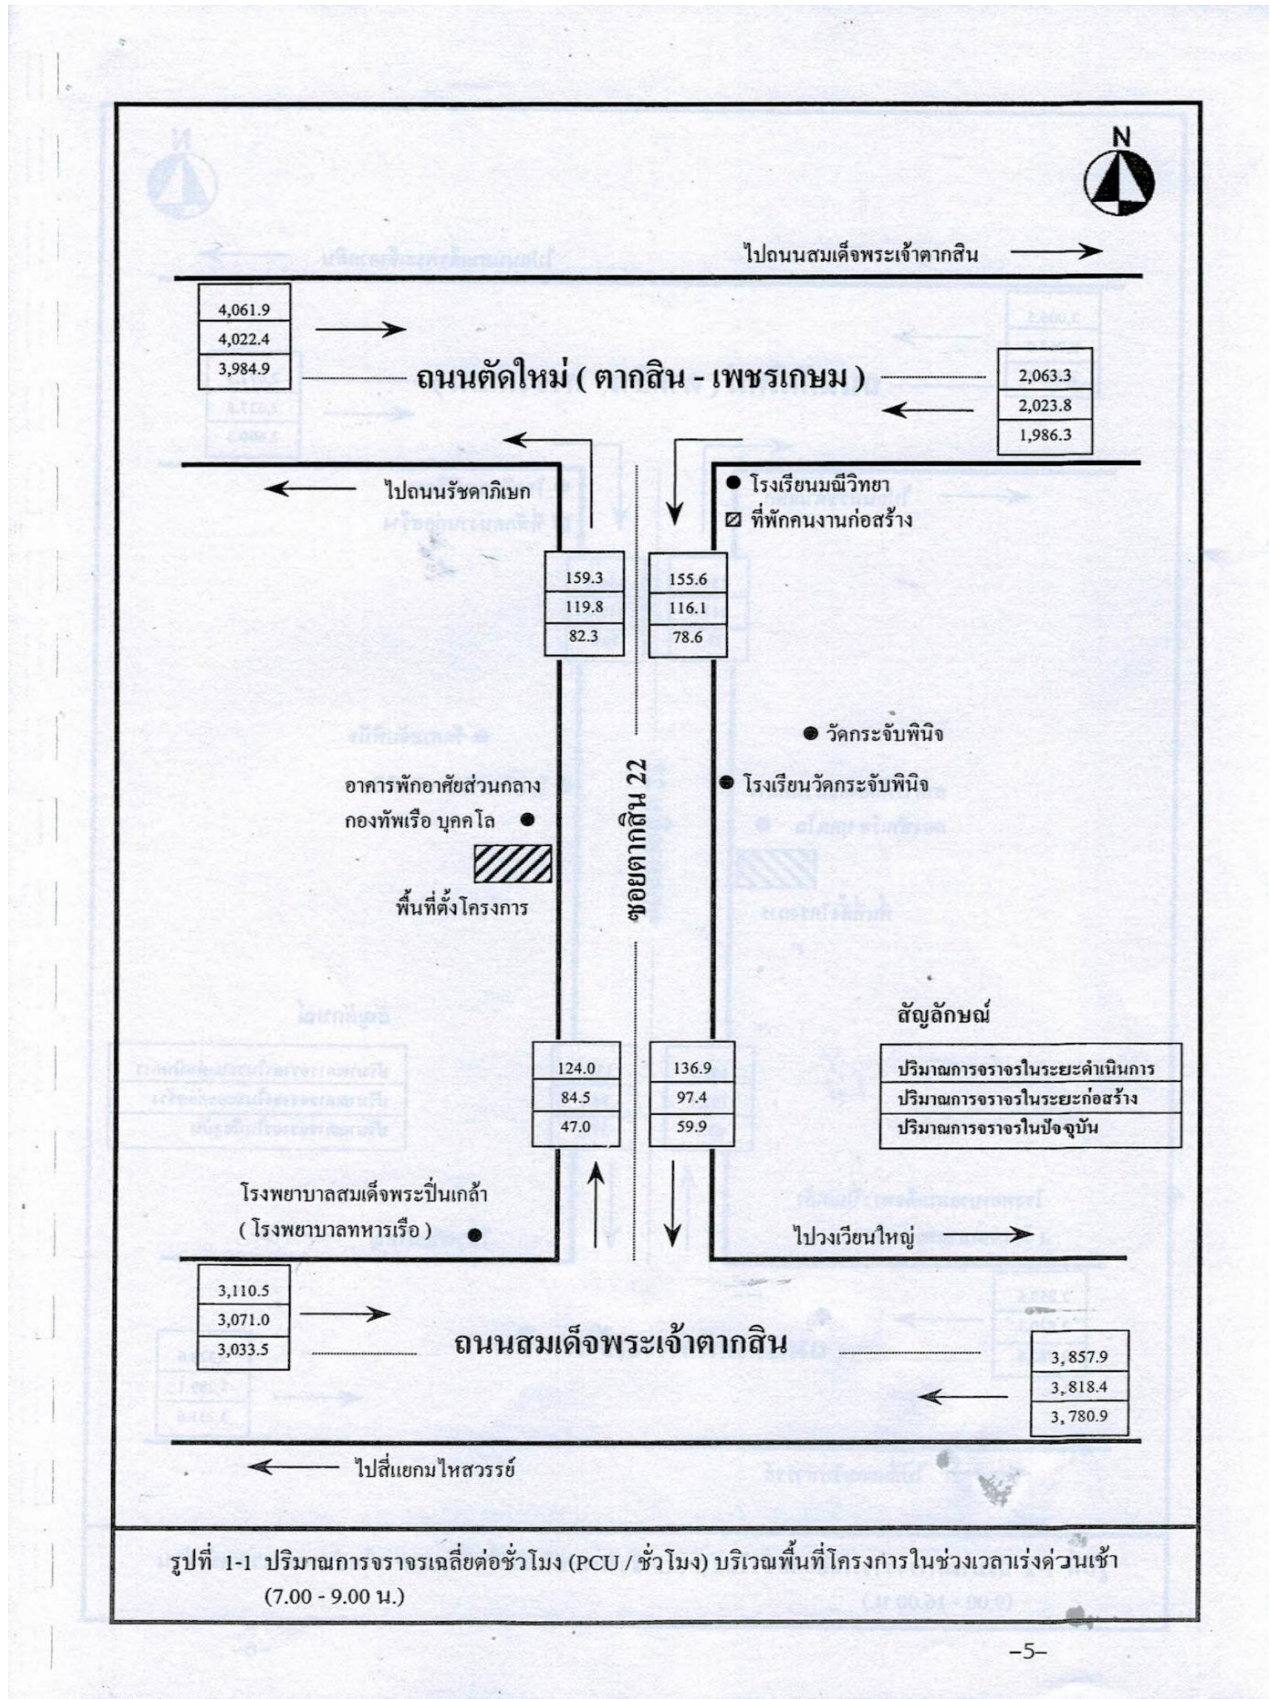 N
ไปถนนสมเด็จพระเจ้าตากสิน
4,061.9
4,022.4
3,984.9
ถนนตัดใหม่ ( ตากสิน - เพชรเกษม )
2,063.3
2,023.8
1,986.3
ไปถนนรัชดาภิเษก
โรงเรียนมณีวิทยา
ที่พักคนงานก่อสร้าง
159.3
119.8
82.3
155.6
116.1
78.6
วัดกระจับพินิจ
โรงเรียนวัดกระจับพินิจ
อาคารพักอาศัยส่วนกลาง
กองทัพเรือ บุคคโล
พื้นที่ตั้งโครงการ
ซอยตากสิน 22
สัญลักษณ์
ปริมาณการจราจรในระยะดำเนินการ
ปริมาณการจราจรในระยะก่อสร้าง
ปริมาณการจราจรในปัจจุบัน
124.0
84.5
47.0
136.9
97.4
59.9
โรงพยาบาลสมเด็จพระปิ่นเกล้า
( โรงพยาบาลทหารเรือ )
ไปวงเวียนใหญ่
3,110.5
3,071.0
3,033.5
ถนนสมเด็จพระเจ้าตากสิน
3,857.9
3,818.4
3,780.9
ไปสี่แยกมไหสวรรย์
รูปที่ 1-1 ปริมาณการจราจรเฉลี่ยต่อชั่วโมง (PCU / ชั่วโมง) บริเวณพื้นที่โครงการในช่วงเวลาเร่งด่วนเช้า
(7.00 - 9.00 น.)
–5–